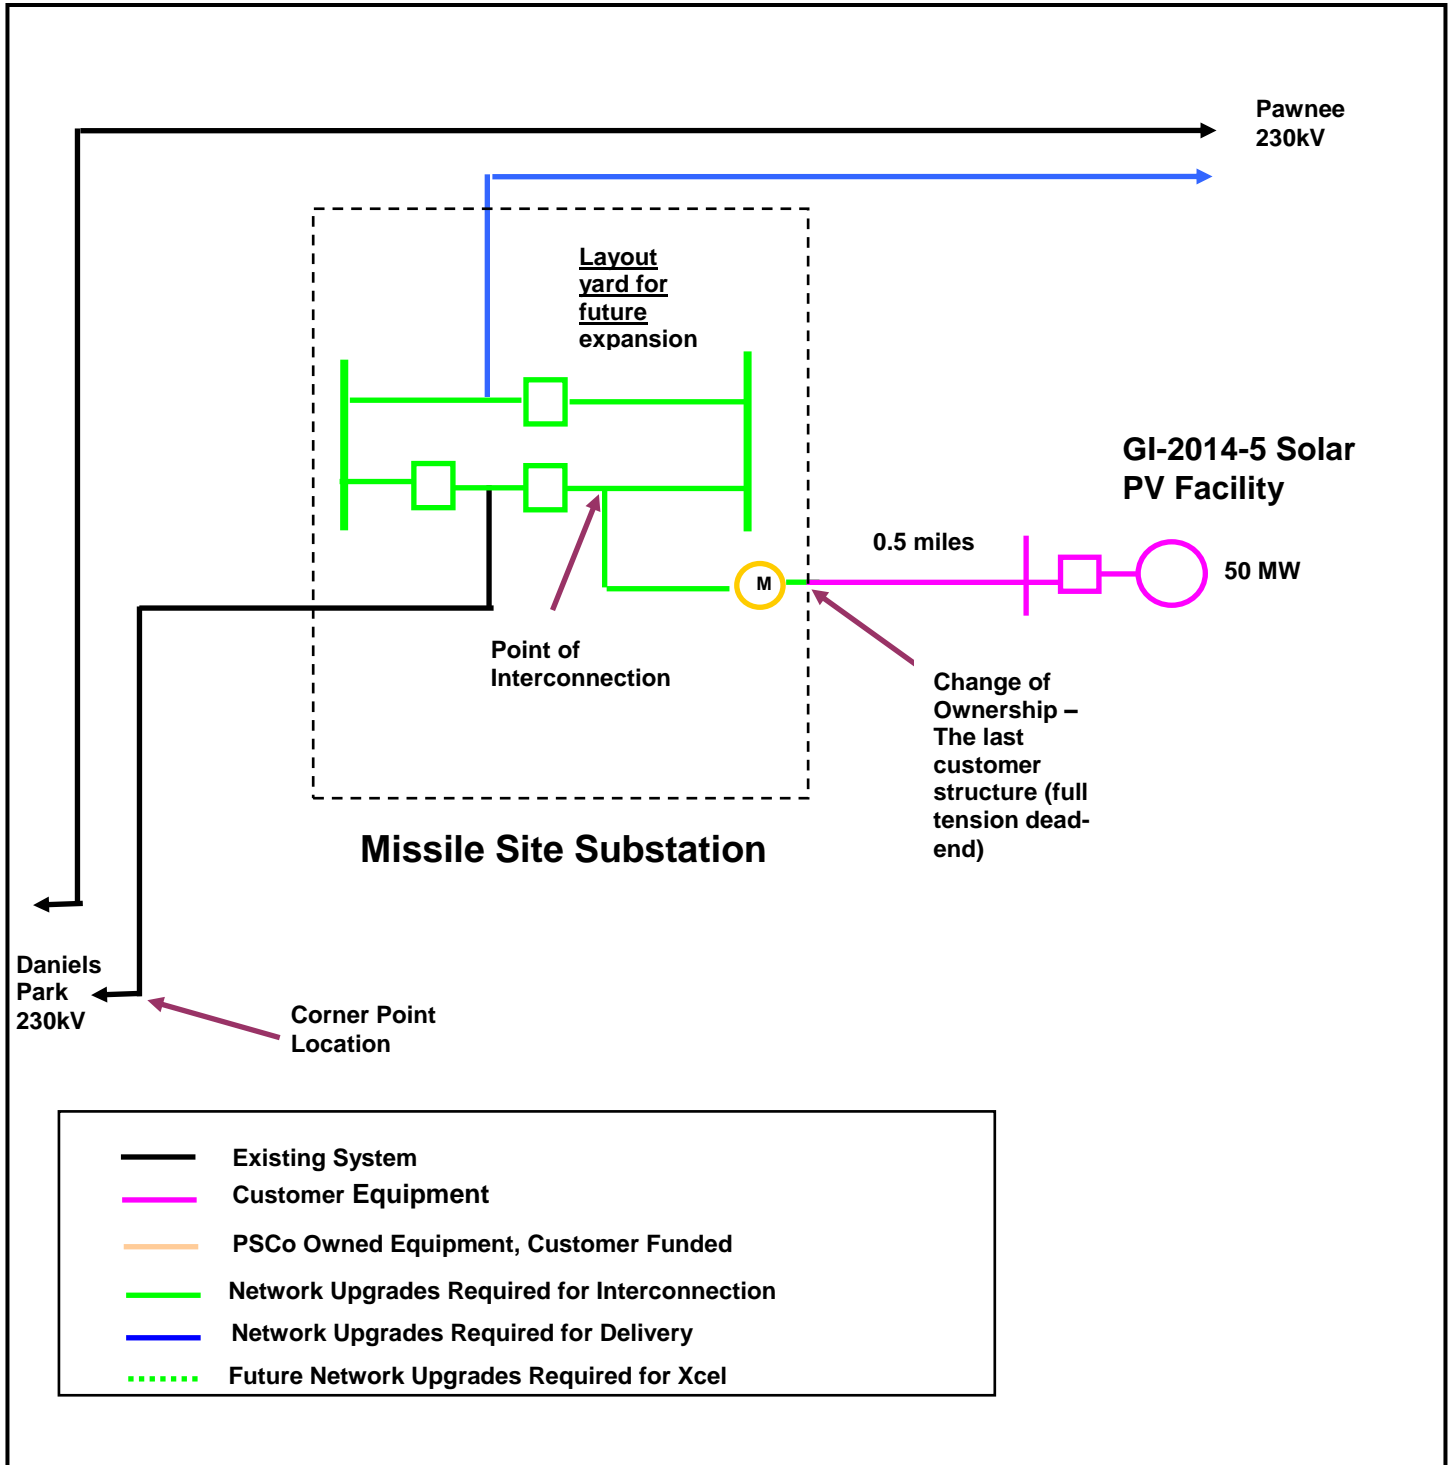 Pawnee
230kV
Layout
yard for
future
expansion
GI-2014-5 Solar
PV Facility
0.5 miles
50 MW
M
Point of
Interconnection
Change of
Ownership –
The last
customer
structure (full
tension dead-
end)
Missile Site Substation
Daniels
Park
230kV
Corner Point
Location
Existing System
Customer Equipment
PSCo Owned Equipment, Customer Funded
Network Upgrades Required for Interconnection
Network Upgrades Required for Delivery
Future Network Upgrades Required for Xcel